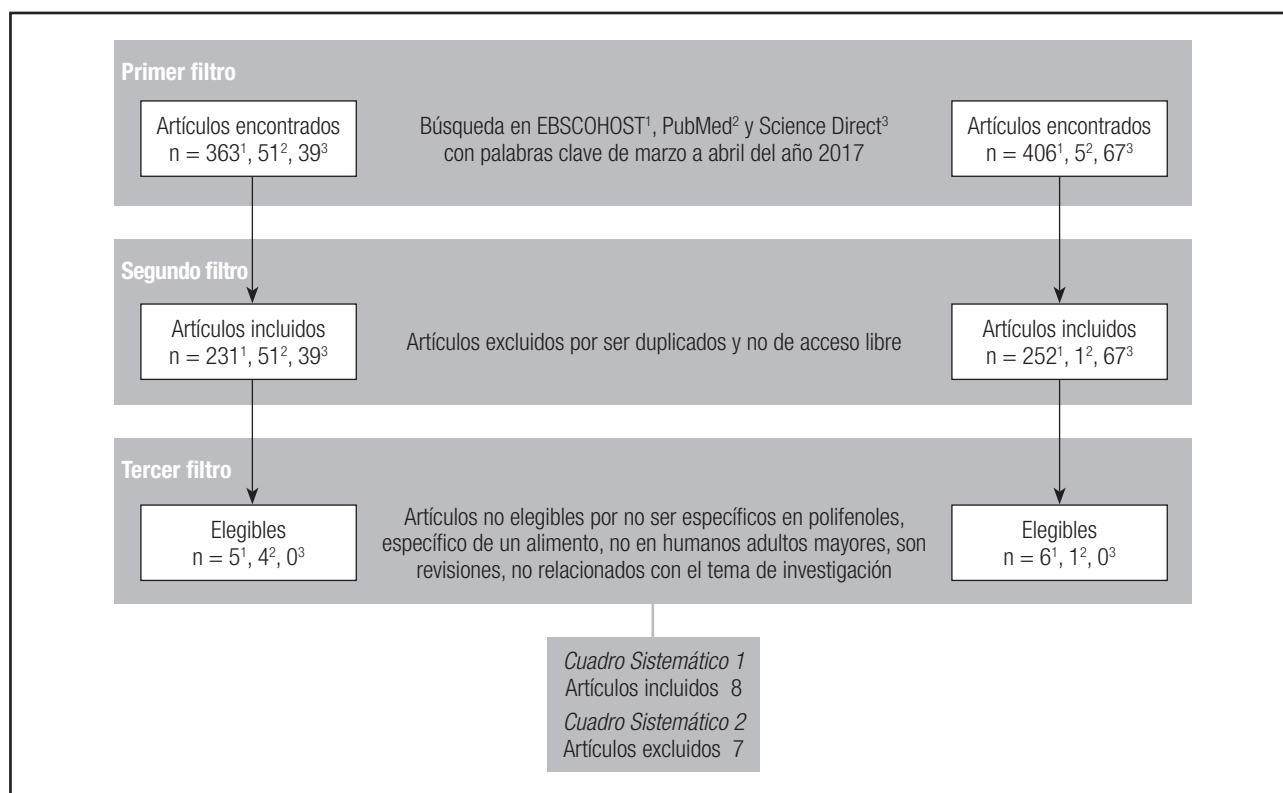 Primer filtro
Artículos encontrados
n = 363¹, 51², 39³
Búsqueda en EBSCOHOST¹, PubMed² y Science Direct³
con palabras clave de marzo a abril del año 2017
Artículos encontrados
n = 406¹, 5², 67³
Segundo filtro
Artículos incluidos
n = 231¹, 51², 39³
Artículos excluidos por ser duplicados y no de acceso libre
Artículos incluidos
n = 252¹, 1², 67³
Tercer filtro
Elegibles
n = 5¹, 4², 0³
Artículos no elegibles por no ser específicos en polifenoles,
específico de un alimento, no en humanos adultos mayores, son
revisiones, no relacionados con el tema de investigación
Elegibles
n = 6¹, 1², 0³
Cuadro Sistemático 1
Artículos incluidos 8
Cuadro Sistemático 2
Artículos excluidos 7